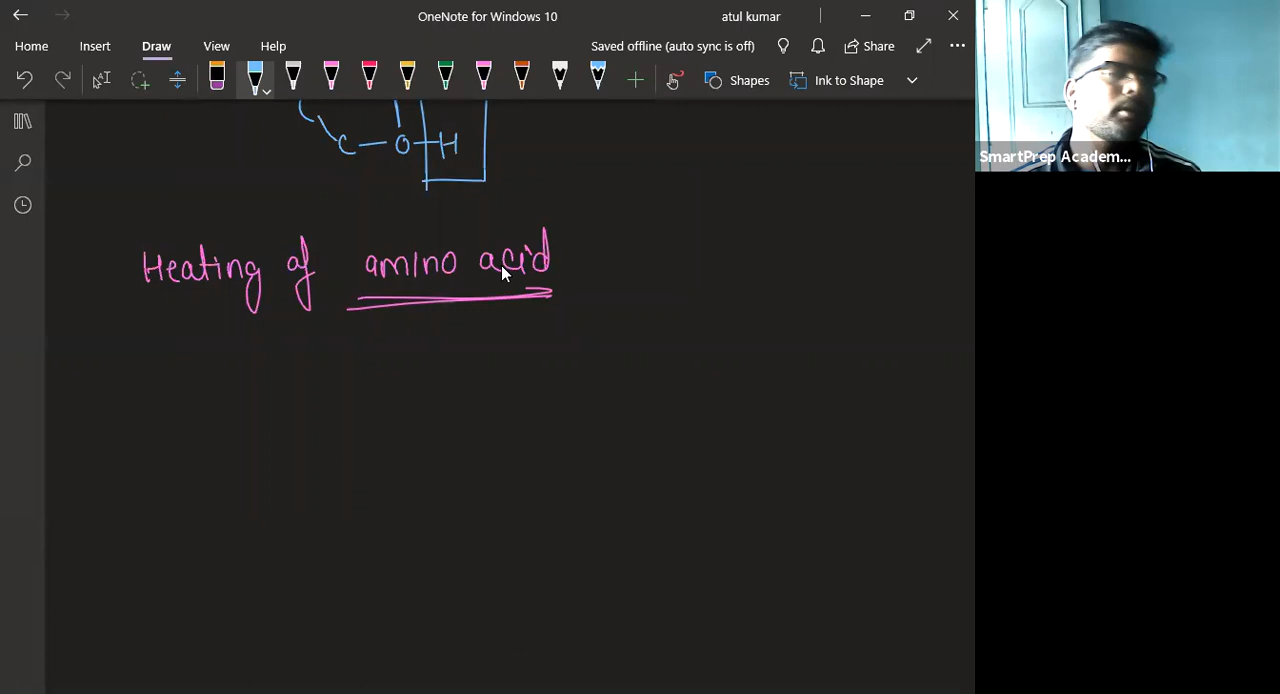 OneNote for Windows 10
atul kumar
Home Insert Draw View Help
Saved offline (auto sync is off)
Share
Shapes
Ink to Shape
C — O — H
Heating of amino acid
SmartPrep Academ...